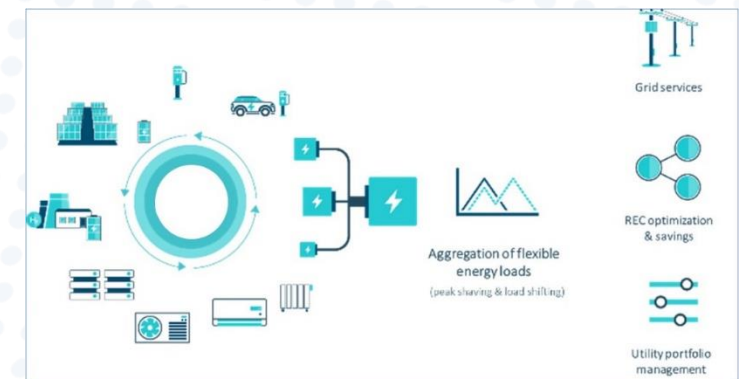 Grid services
REC optimization
& savings
Aggregation of flexible
energy loads
(peak shaving & load shifting)
Utility portfolio
management